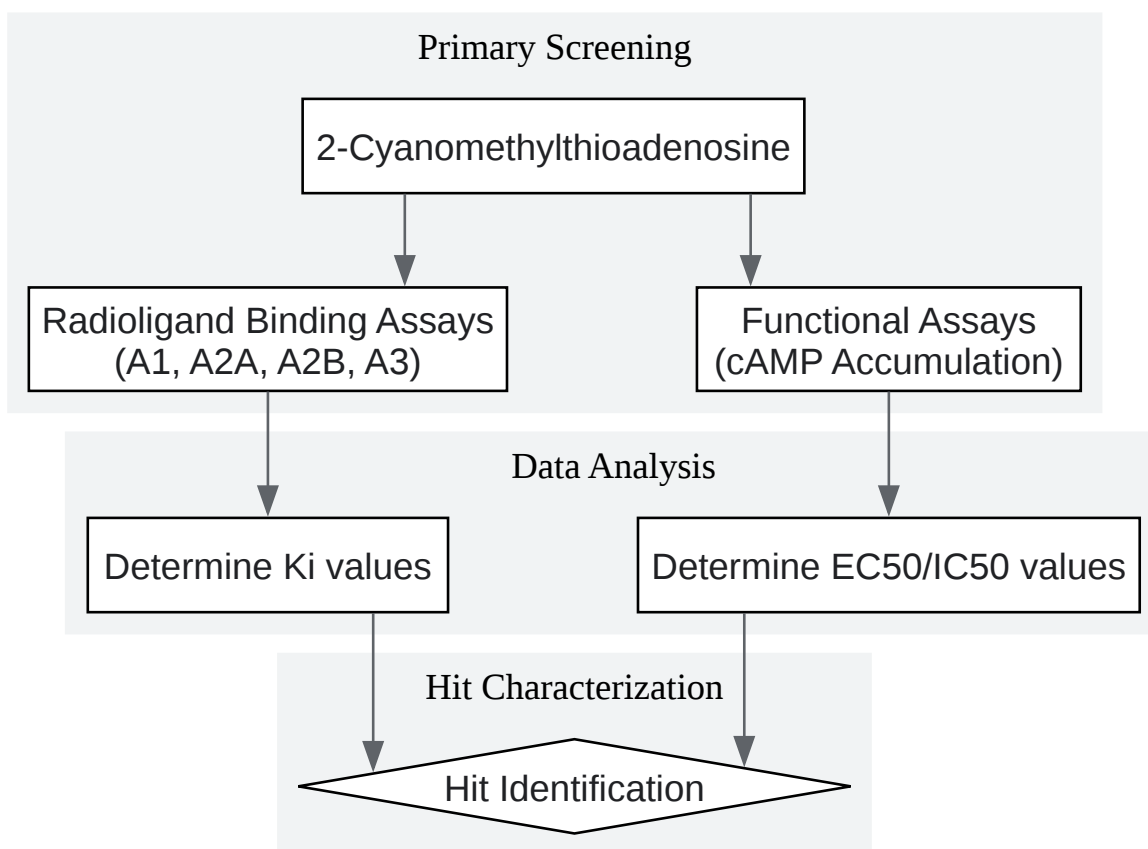 Primary Screening
2-Cyanomethylthioadenosine
Radioligand Binding Assays
(A1, A2A, A2B, A3)
Functional Assays
(cAMP Accumulation)
Data Analysis
Determine Ki values
Determine EC50/IC50 values
Hit Characterization
Hit Identification